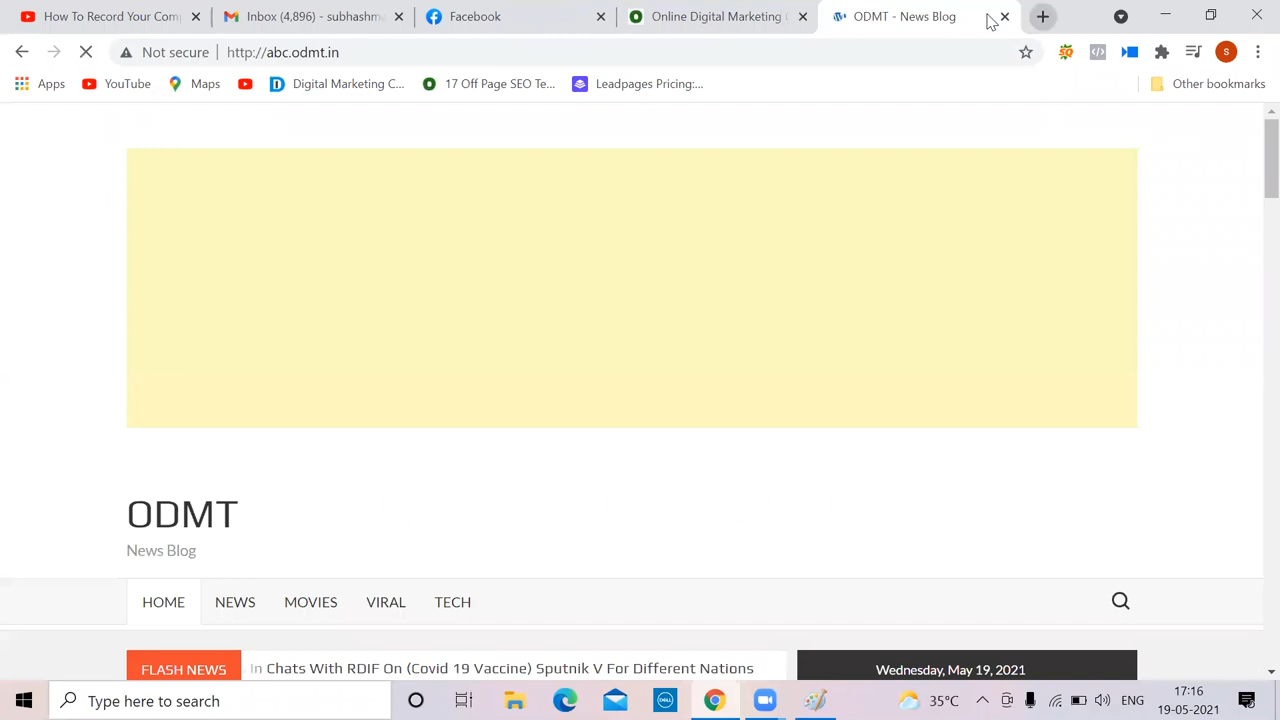 How To Record Your Comp
Inbox (4,896) - subhashm
Facebook
Online Digital Marketing
ODMT - News Blog
Not secure
http://abc.odmt.in
S
Apps
YouTube
Maps
Digital Marketing C...
17 Off Page SEO Te...
Leadpages Pricing:...
Other bookmarks
ODMT
News Blog
HOME
NEWS
MOVIES
VIRAL
TECH
FLASH NEWS
In Chats With RDIF On (Covid 19 Vaccine) Sputnik V For Different Nations
Wednesday, May 19, 2021
Type here to search
DELL
35°C
ENG
17:16
19-05-2021